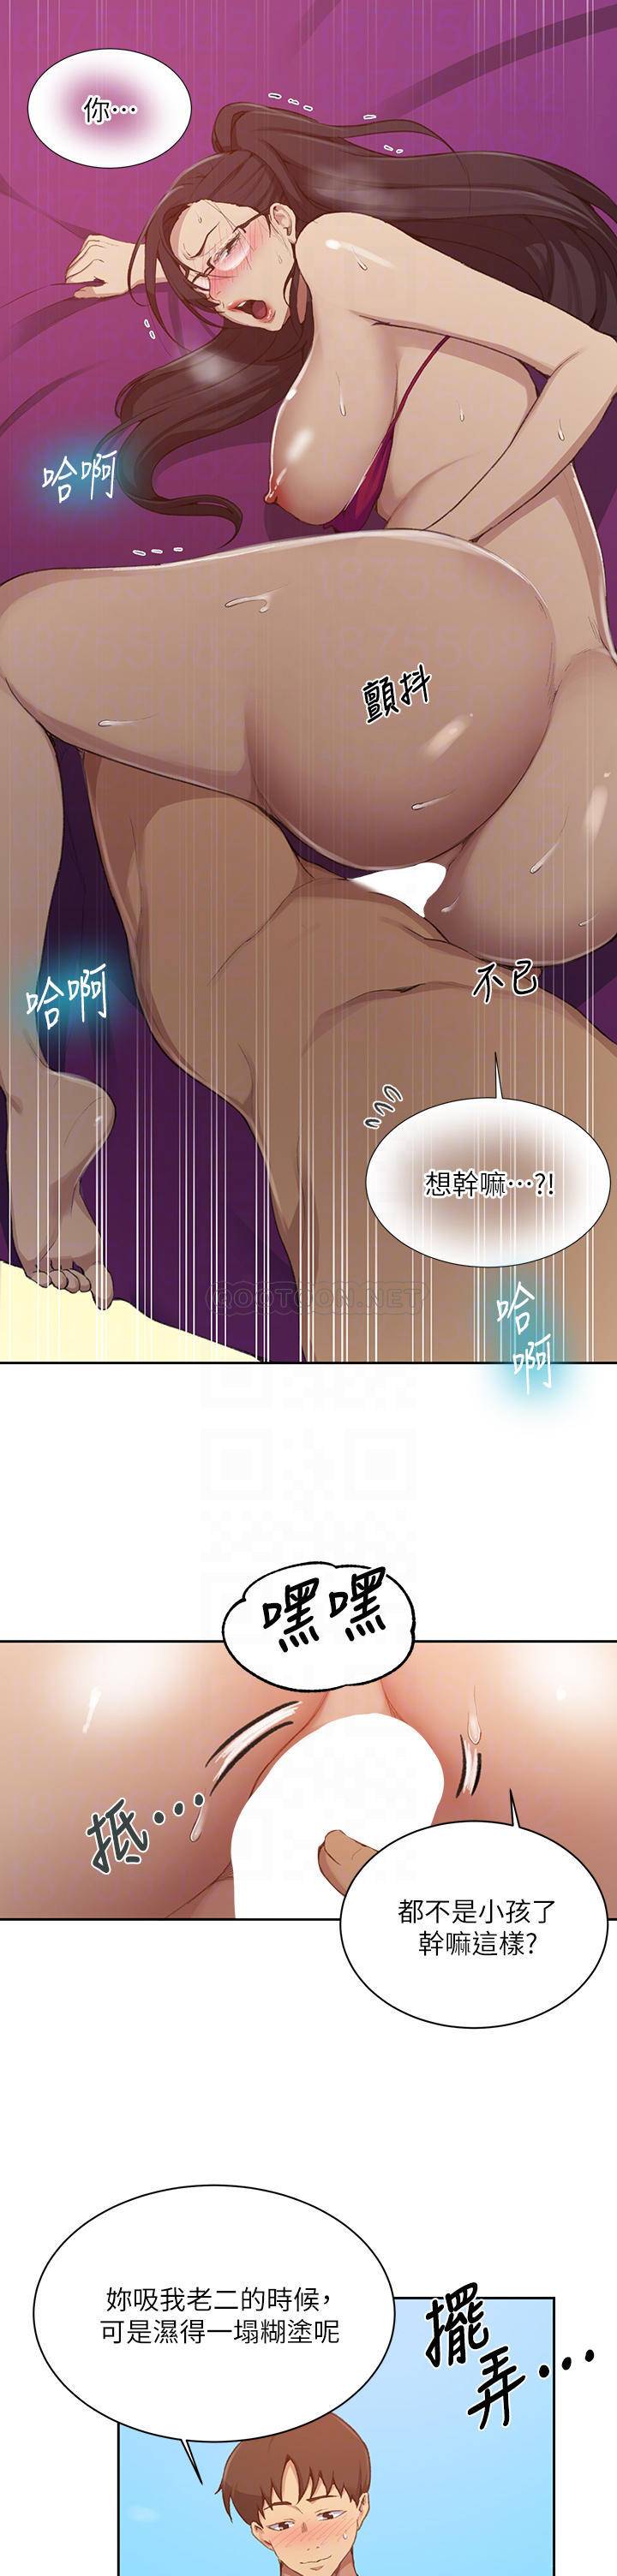 你…
哈啊
顫抖
不已
哈啊
想幹嘛…?!
哈啊
QOOTOON.NET
嘿嘿
抵…
都不是小孩了
幹嘛這樣?
妳吸我老二的時候，
可是濕得一塌糊塗呢
擺弄…